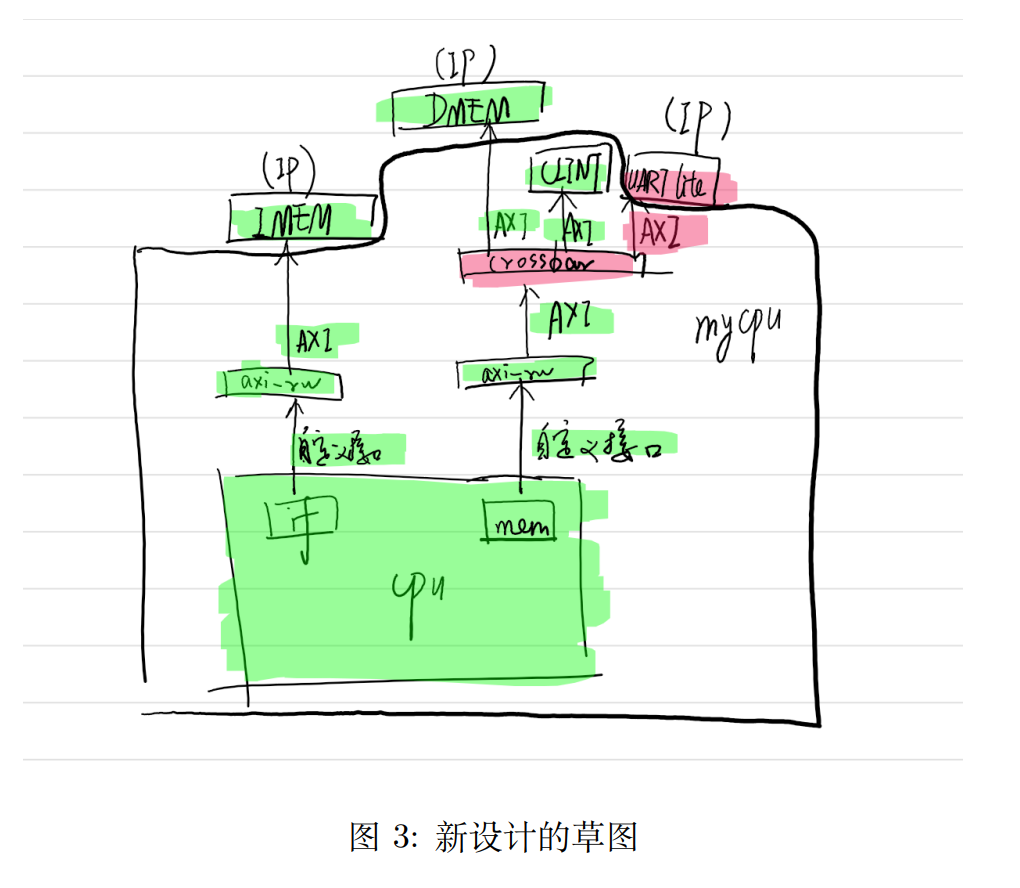 (IP)
DMEM
(IP)
(IP)
CLINT
UART lite
IMEM
AXI
AXI
AXI
crossbar
AXI
AXI
mycpu
axi-rw
axi-rw
自定义接口
自定义接口
if
mem
cpu
图 3: 新设计的草图